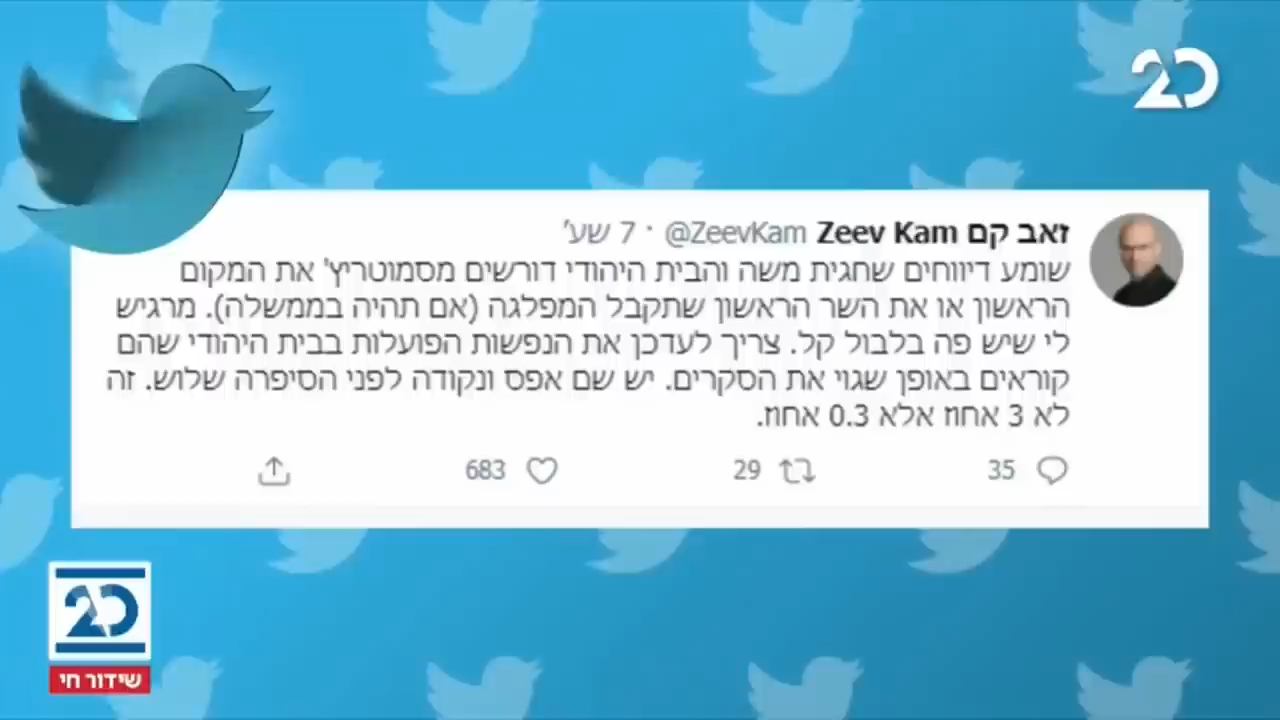 20
זאב קם Zeev Kam @ZeevKam · 7 שע'
שומע דיווחים שחגית משה והבית היהודי דורשים מסמוטריץ' את המקום
הראשון או את השר הראשון שתקבל המפלגה (אם תהיה בממשלה). מרגיש
לי שיש פה בלבול קל. צריך לעדכן את הנפשות הפועלות בבית היהודי שהם
קוראים באופן שגוי את הסקרים. יש שם אפס ונקודה לפני הסיפרה שלוש. זה
לא 3 אחוז אלא 0.3 אחוז.
35 29 683
20
שידור חי